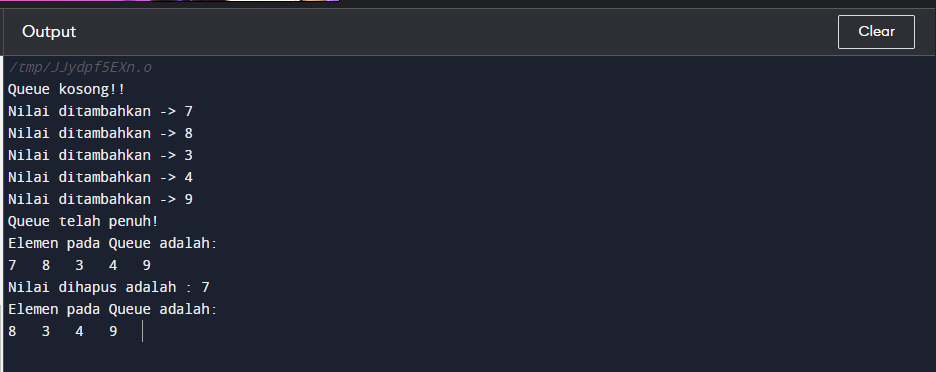 Output
Clear
/tmp/JJydpf5EXn.o
Queue kosong!!
Nilai ditambahkan -> 7
Nilai ditambahkan -> 8
Nilai ditambahkan -> 3
Nilai ditambahkan -> 4
Nilai ditambahkan -> 9
Queue telah penuh!
Elemen pada Queue adalah:
7   8   3   4   9
Nilai dihapus adalah : 7
Elemen pada Queue adalah:
8   3   4   9